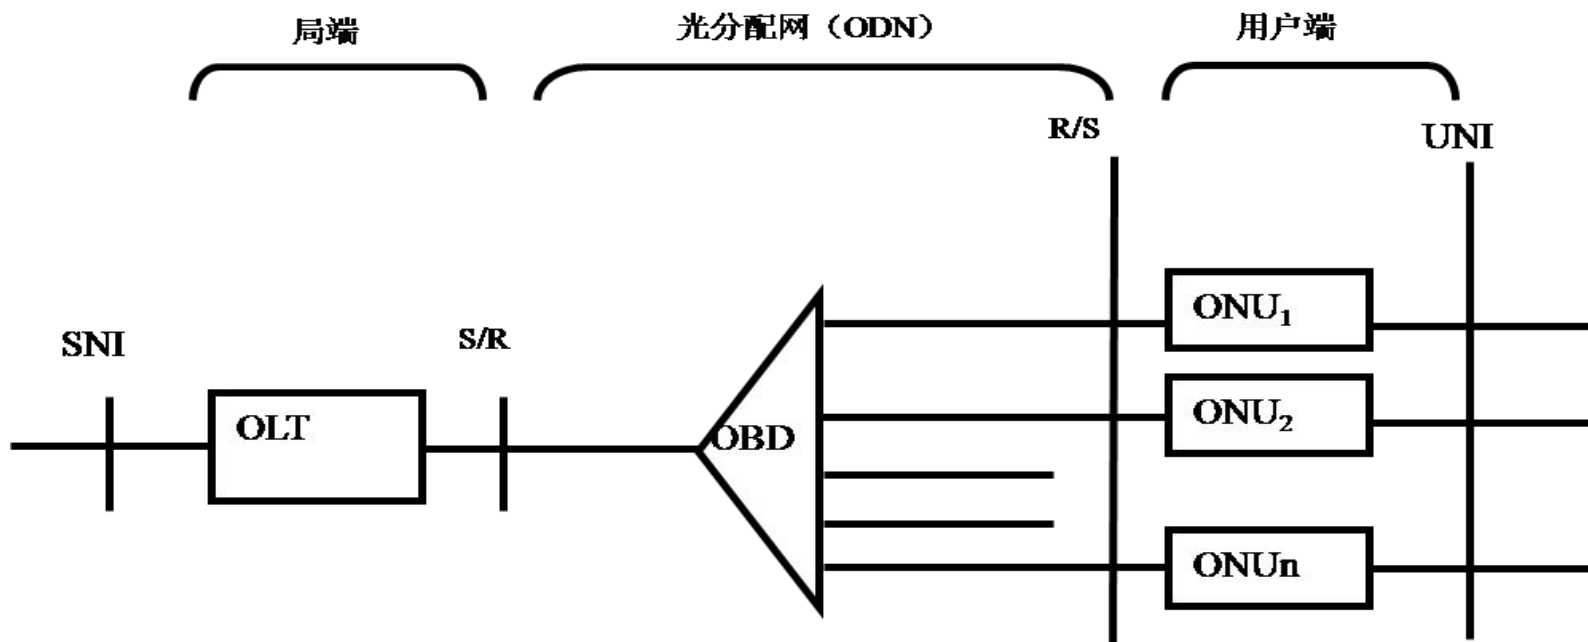 局端
光分配网（ODN）
用户端
R/S
UNI
SNI
S/R
OLT
OBD
ONU₁
ONU₂
ONUn